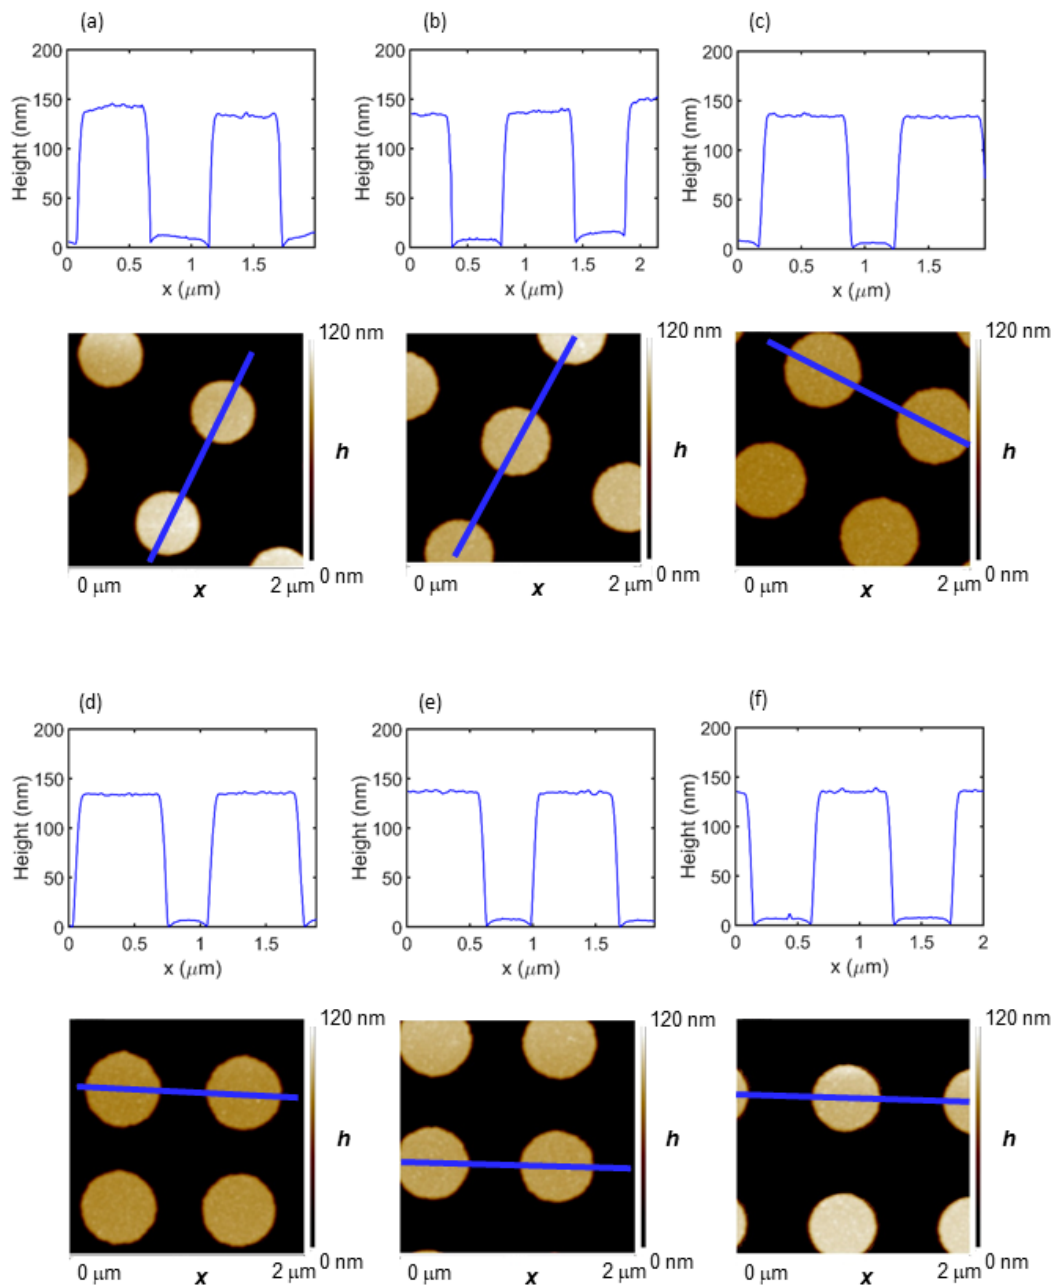 (a)
200
150
100
50
0
Height (nm)
0 0.5 1 1.5
x (μm)
(b)
200
150
100
50
0
Height (nm)
0 0.5 1 1.5 2
x (μm)
(c)
200
150
100
50
0
Height (nm)
0 0.5 1 1.5
x (μm)
120 nm
h
0 nm
0 μm x 2 μm
120 nm
h
0 nm
0 μm x 2 μm
120 nm
h
0 nm
0 μm x 2 μm
(d)
200
150
100
50
0
Height (nm)
0 0.5 1 1.5
x (μm)
(e)
200
150
100
50
0
Height (nm)
0 0.5 1 1.5
x (μm)
(f)
200
150
100
50
0
Height (nm)
0 0.5 1 1.5 2
x (μm)
120 nm
h
0 nm
0 μm x 2 μm
120 nm
h
0 nm
0 μm x 2 μm
120 nm
h
0 nm
0 μm x 2 μm